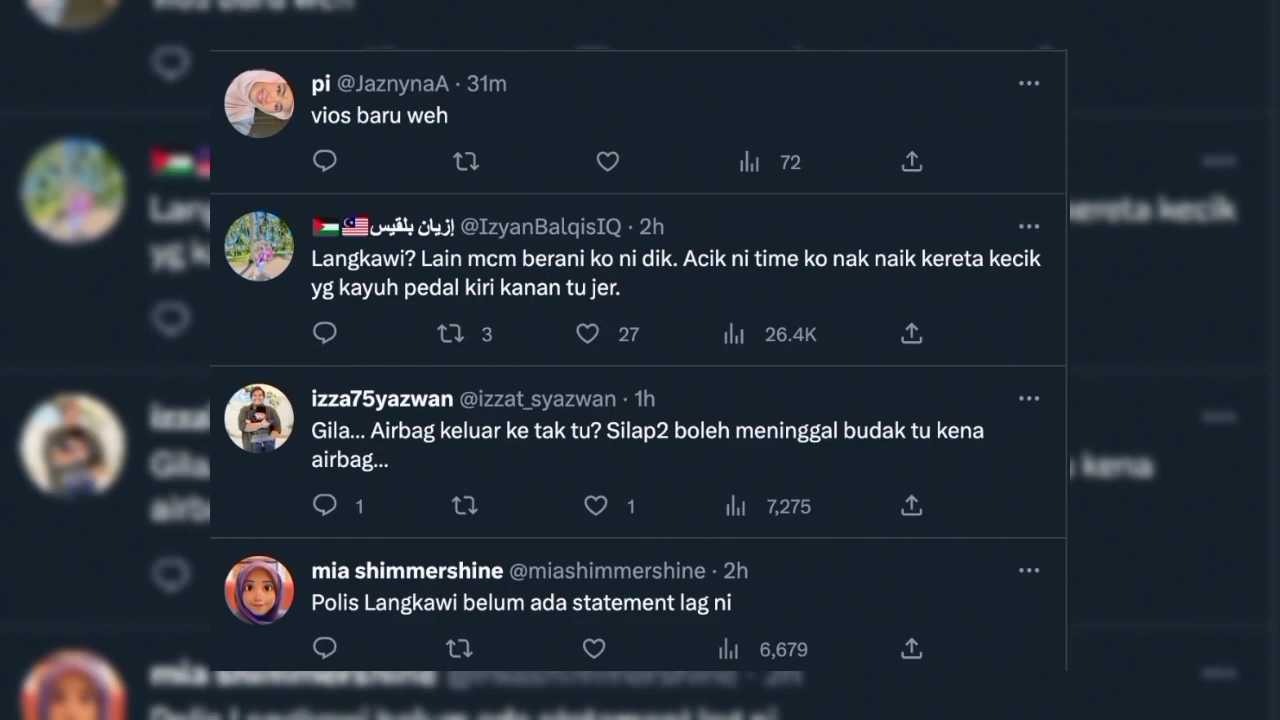 pi @JaznynaA · 31m
vios baru weh
72
إزيان بلقيس @IzyanBalqisIQ · 2h
Langkawi? Lain mcm berani ko ni dik. Acik ni time ko nak naik kereta kecik
yg kayuh pedal kiri kanan tu jer.
3 27 26.4K
izza75yazwan @izzat_syazwan · 1h
Gila... Airbag keluar ke tak tu? Silap2 boleh meninggal budak tu kena
airbag...
1 1 7,275
mia shimmershine @miashimmershine · 2h
Polis Langkawi belum ada statement lag ni
6,679